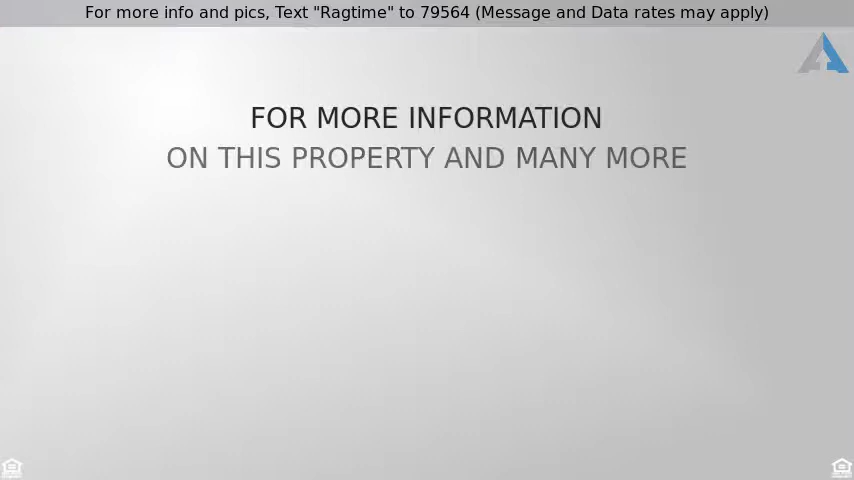 For more info and pics, Text "Ragtime" to 79564 (Message and Data rates may apply)
FOR MORE INFORMATION
ON THIS PROPERTY AND MANY MORE